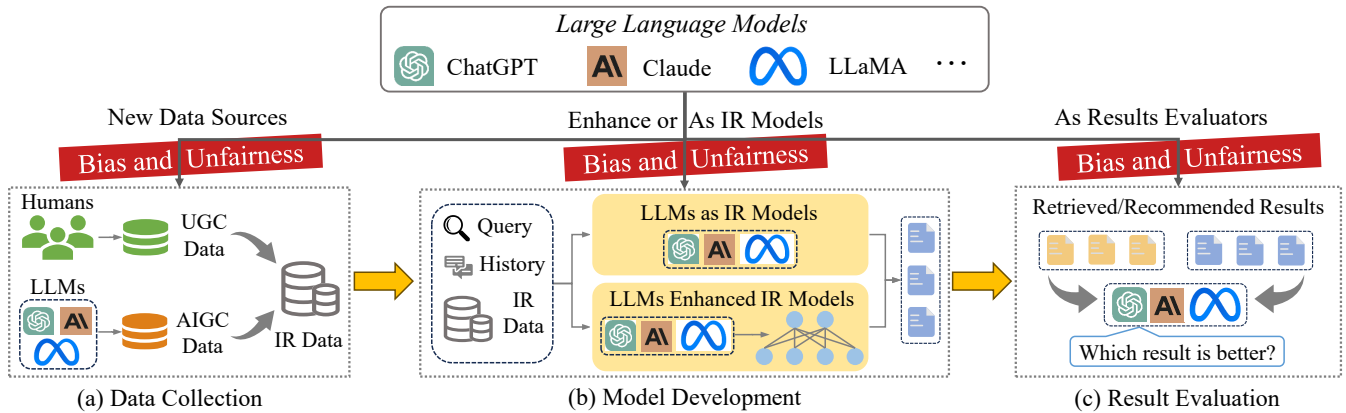 Large Language Models
ChatGPT
Claude
LLaMA
...
New Data Sources
Enhance or As IR Models
As Results Evaluators
Bias and Unfairness
Bias and Unfairness
Bias and Unfairness
Humans
UGC
Data
LLMs
AIGC
Data
IR Data
(a) Data Collection
Query
History
IR
Data
LLMs as IR Models
LLMs Enhanced IR Models
(b) Model Development
Retrieved/Recommended Results
Which result is better?
(c) Result Evaluation